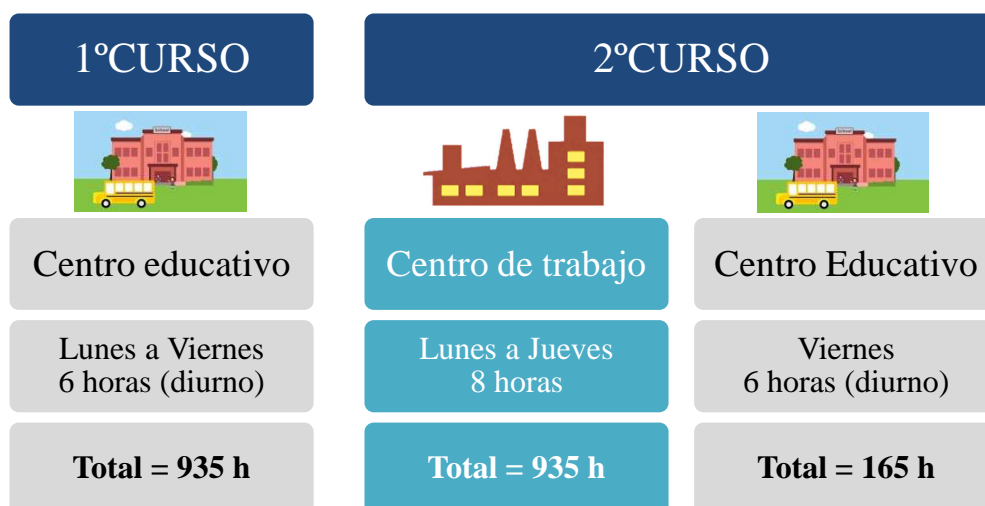 1ºCURSO
2ºCURSO
Centro educativo
Lunes a Viernes
6 horas (diurno)
Total = 935 h
Centro de trabajo
Lunes a Jueves
8 horas
Total = 935 h
Centro Educativo
Viernes
6 horas (diurno)
Total = 165 h